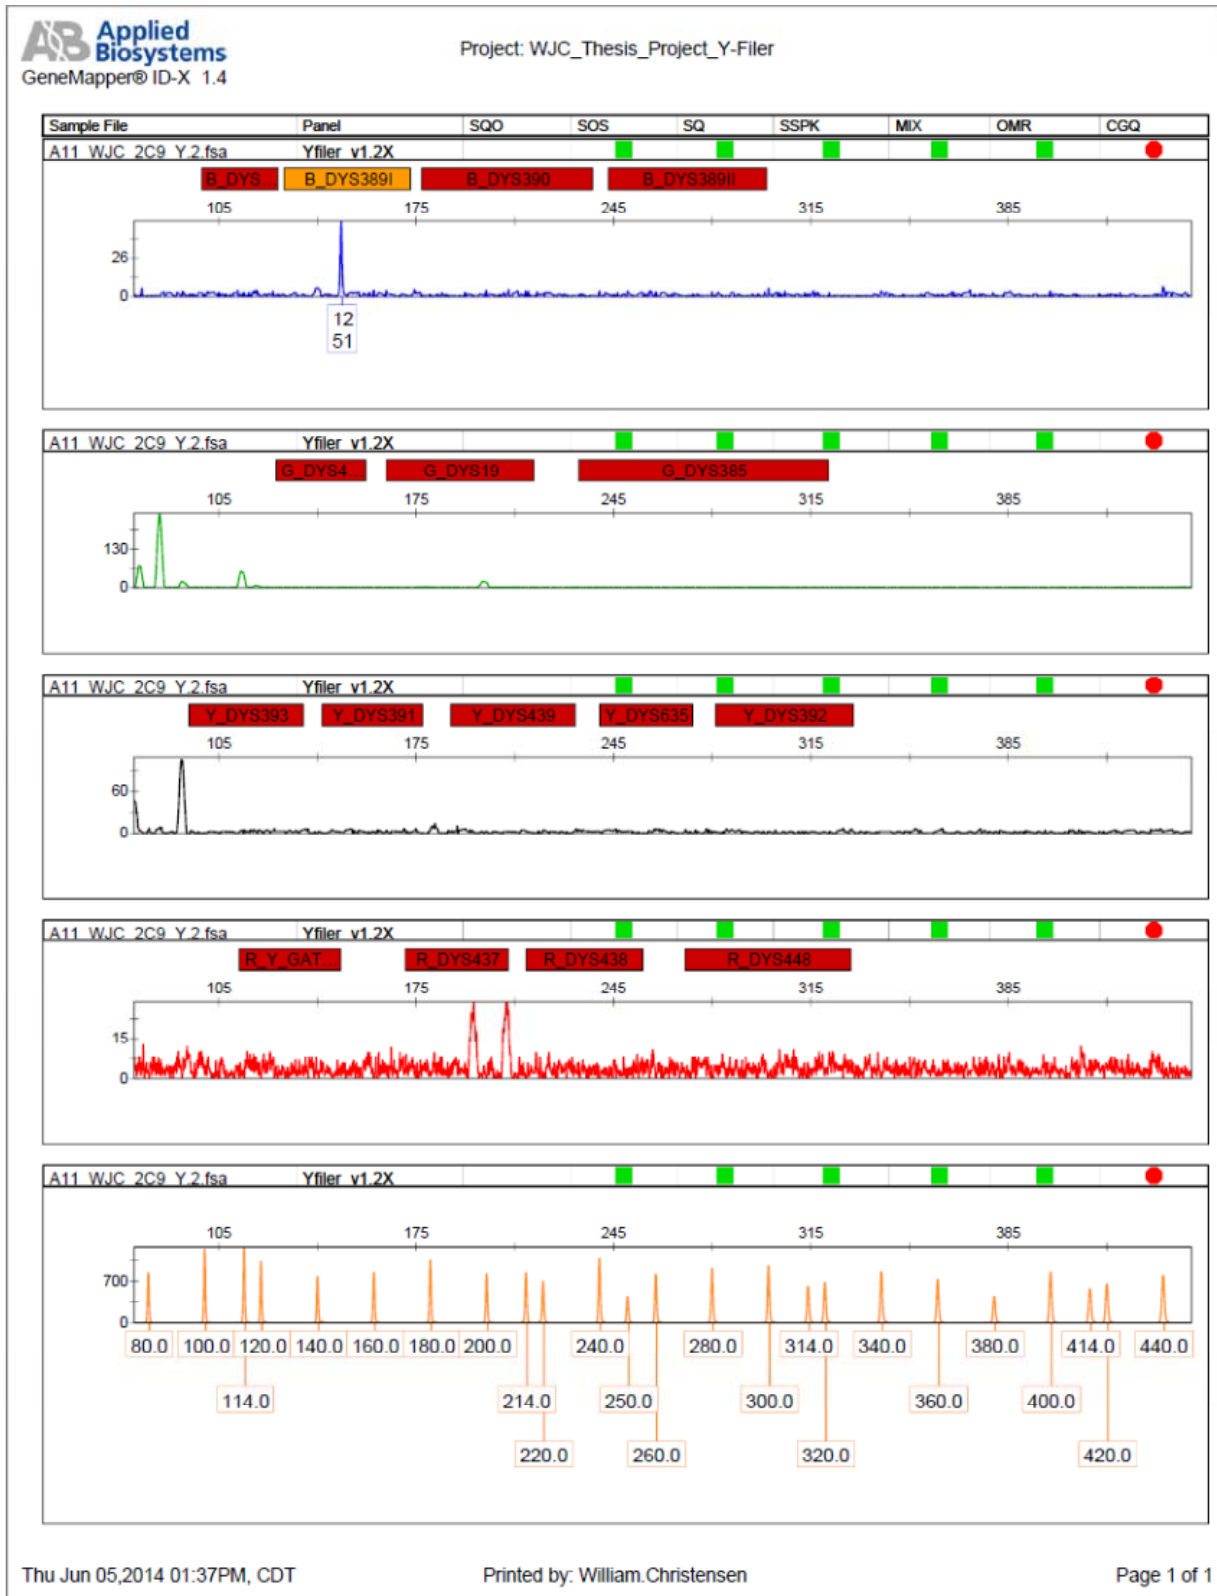 AB Applied Biosystems
GeneMapper® ID-X 1.4
Project: WJC_Thesis_Project_Y-Filer
Sample File Panel SQO SOS SQ SSPK MIX OMR CGQ
A11_WJC_2C9_Y.2.fsa Yfiler_v1.2X
B_DYS... B_DYS389I B_DYS390 B_DYS389II
105 175 245 315 385
26
0
12
51
A11_WJC_2C9_Y.2.fsa Yfiler_v1.2X
G_DYS4... G_DYS19 G_DYS385
105 175 245 315 385
130
0
A11_WJC_2C9_Y.2.fsa Yfiler_v1.2X
Y_DYS393 Y_DYS391 Y_DYS439 Y_DYS635 Y_DYS392
105 175 245 315 385
60
0
A11_WJC_2C9_Y.2.fsa Yfiler_v1.2X
R_Y_GAT... R_DYS437 R_DYS438 R_DYS448
105 175 245 315 385
15
0
A11_WJC_2C9_Y.2.fsa Yfiler_v1.2X
105 175 245 315 385
700
0
80.0 100.0 120.0 140.0 160.0 180.0 200.0 240.0 280.0 314.0 340.0 380.0 414.0 440.0
114.0 214.0 250.0 300.0 360.0 400.0
220.0 260.0 320.0 420.0
Thu Jun 05,2014 01:37PM, CDT Printed by: William.Christensen Page 1 of 1